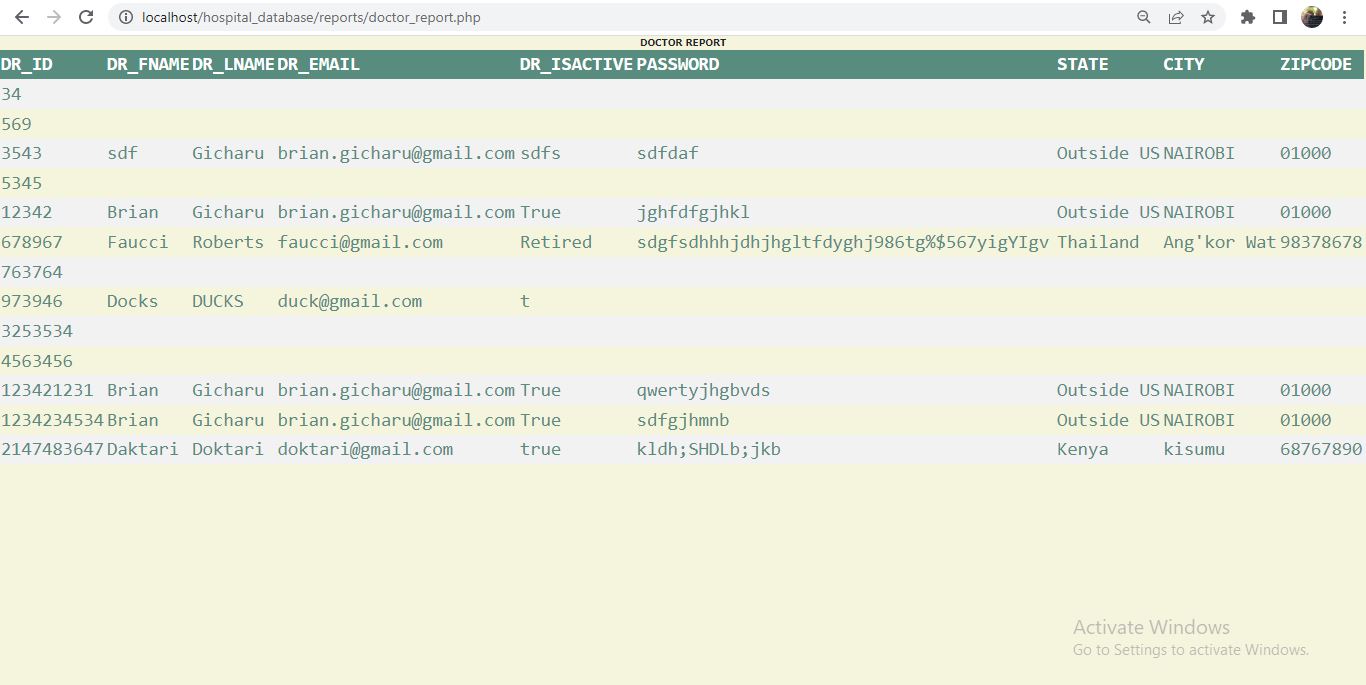 localhost/hospital_database/reports/doctor_report.php
DOCTOR REPORT
DR_ID DR_FNAME DR_LNAME DR_EMAIL DR_ISACTIVE PASSWORD STATE CITY ZIPCODE
34
569
3543 sdf Gicharu brian.gicharu@gmail.com sdfs sdfdaf Outside US NAIROBI 01000
5345
12342 Brian Gicharu brian.gicharu@gmail.com True jghfdfgjhkl Outside US NAIROBI 01000
678967 Faucci Roberts faucci@gmail.com Retired sdgfsdhhhjdhjhgltfdyghj986tg%$567yigYIgv Thailand Ang'kor Wat 98378678
763764
973946 Docks DUCKS duck@gmail.com t
3253534
4563456
123421231 Brian Gicharu brian.gicharu@gmail.com True qwertyjhgbvds Outside US NAIROBI 01000
1234234534 Brian Gicharu brian.gicharu@gmail.com True sdfgjhmnb Outside US NAIROBI 01000
2147483647 Daktari Doktari doktari@gmail.com true kldh;SHDLb;jkb Kenya kisumu 68767890
Activate Windows
Go to Settings to activate Windows.